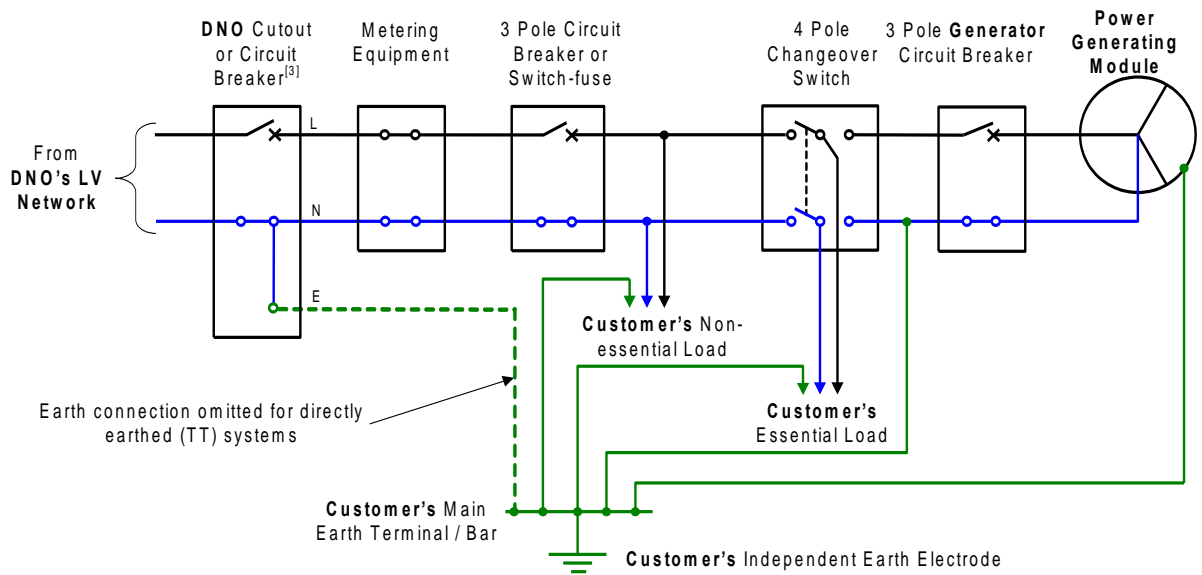 DNO Cutout
or Circuit
Breaker[3]
Metering
Equipment
3 Pole Circuit
Breaker or
Switch-fuse
4 Pole
Changeover
Switch
3 Pole Generator
Circuit Breaker
Power
Generating
Module
L
From
DNO's LV
Network
N
E
Customer's Non-
essential Load
Earth connection omitted for directly
earthed (TT) systems
Customer's
Essential Load
Customer's Main
Earth Terminal / Bar
Customer's Independent Earth Electrode